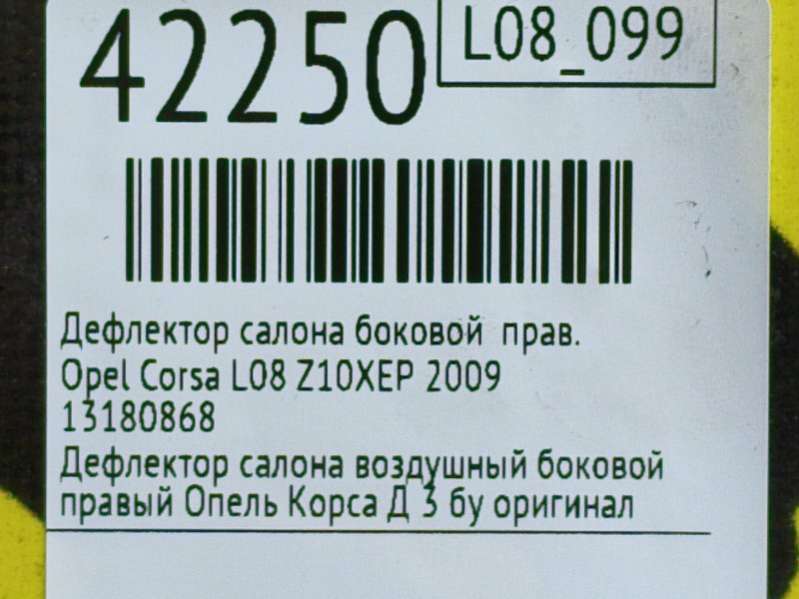 42250
L08_099
Дефлектор салона боковой прав.
Opel Corsa L08 Z10XEP 2009
13180868
Дефлектор салона воздушный боковой
правый Опель Корса Д 3 бу оригинал